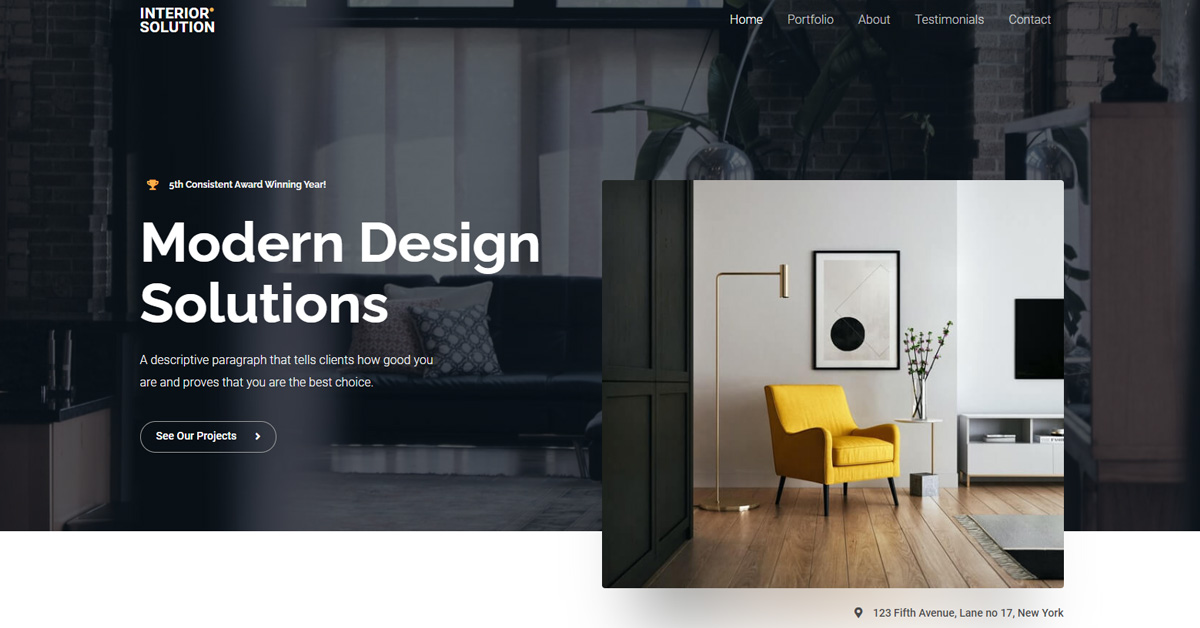 INTERIOR
SOLUTION
Home Portfolio About Testimonials Contact
5th Consistent Award Winning Year!
Modern Design
Solutions
A descriptive paragraph that tells clients how good you
are and proves that you are the best choice.
See Our Projects
123 Fifth Avenue, Lane no 17, New York